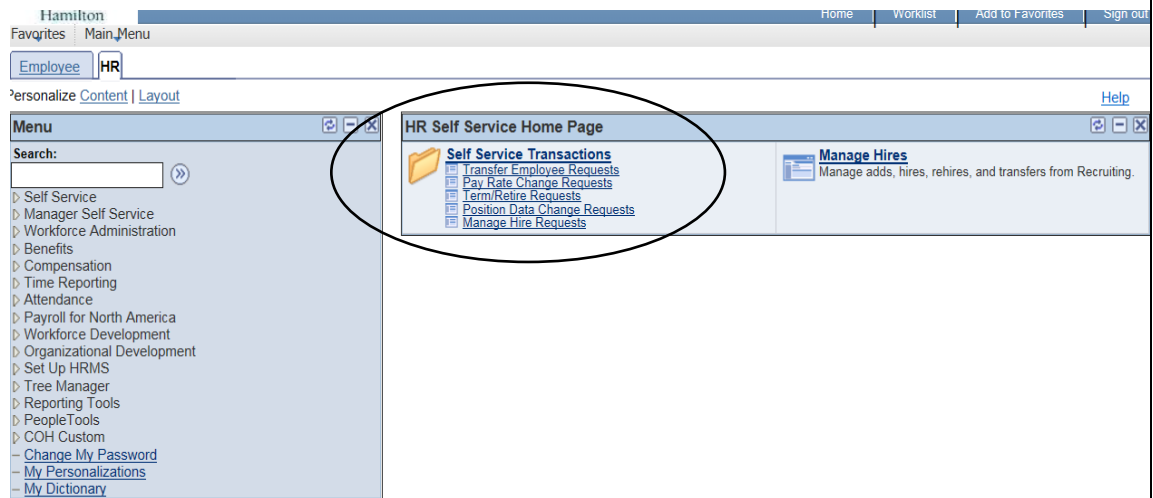 Hamilton
Home Worklist Add to Favorites Sign out
Favorites Main Menu
Employee HR
Personalize Content | Layout
Help
Menu
Search:
Self Service
Manager Self Service
Workforce Administration
Benefits
Compensation
Time Reporting
Attendance
Payroll for North America
Workforce Development
Organizational Development
Set Up HRMS
Tree Manager
Reporting Tools
PeopleTools
COH Custom
– Change My Password
– My Personalizations
– My Dictionary
HR Self Service Home Page
Self Service Transactions
Transfer Employee Requests
Pay Rate Change Requests
Term/Retire Requests
Position Data Change Requests
Manage Hire Requests
Manage Hires
Manage adds, hires, rehires, and transfers from Recruiting.